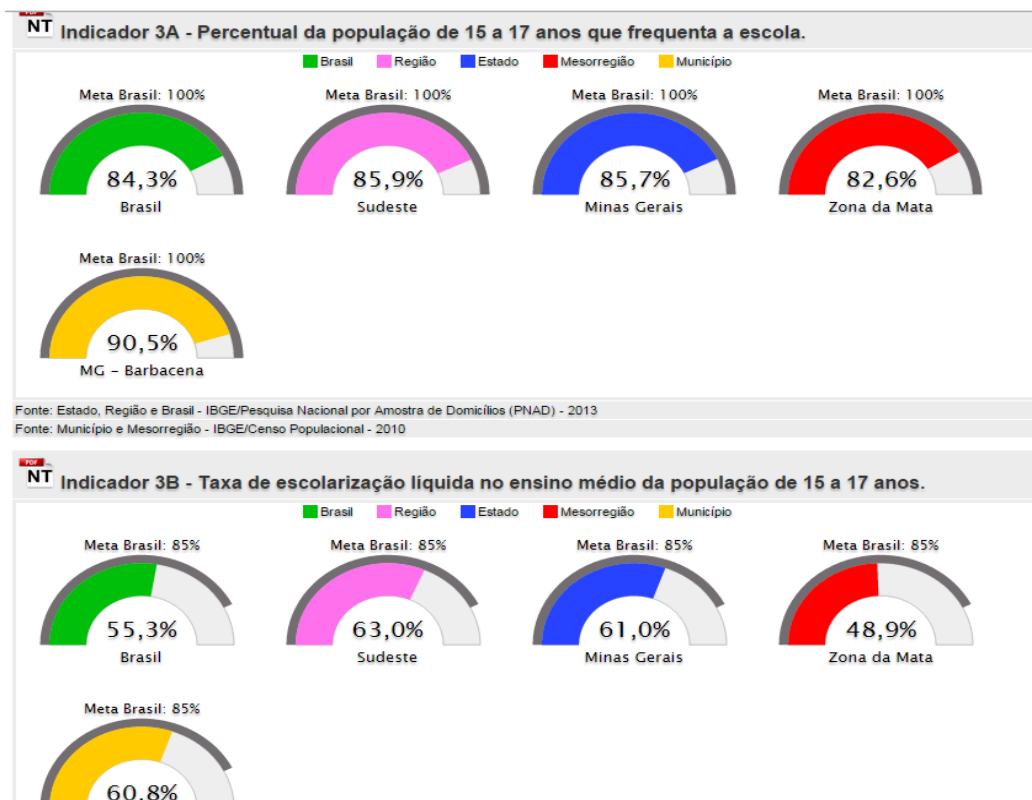 PDF
NT Indicador 3A - Percentual da população de 15 a 17 anos que frequenta a escola.
Brasil Região Estado Mesorregião Município
Meta Brasil: 100% Meta Brasil: 100% Meta Brasil: 100% Meta Brasil: 100%
84,3% 85,9% 85,7% 82,6%
Brasil Sudeste Minas Gerais Zona da Mata
Meta Brasil: 100%
90,5%
MG – Barbacena
Fonte: Estado, Região e Brasil - IBGE/Pesquisa Nacional por Amostra de Domicílios (PNAD) - 2013
Fonte: Município e Mesorregião - IBGE/Censo Populacional - 2010
PDF
NT Indicador 3B - Taxa de escolarização líquida no ensino médio da população de 15 a 17 anos.
Brasil Região Estado Mesorregião Município
Meta Brasil: 85% Meta Brasil: 85% Meta Brasil: 85% Meta Brasil: 85%
55,3% 63,0% 61,0% 48,9%
Brasil Sudeste Minas Gerais Zona da Mata
Meta Brasil: 85%
60,8%